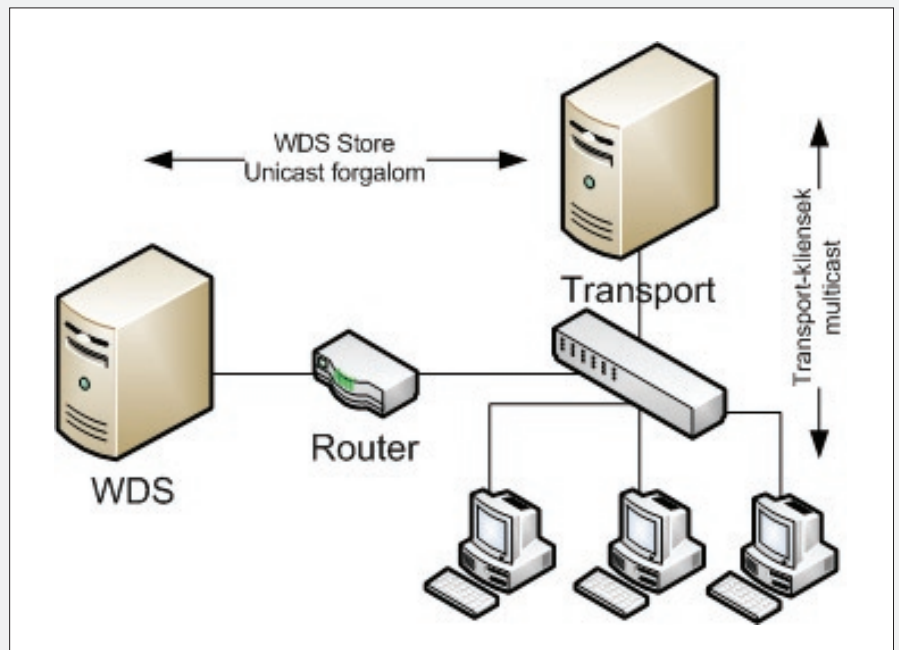 WDS Store
Unicast forgalom
Transport-kliensek
multicast
Transport
Router
WDS